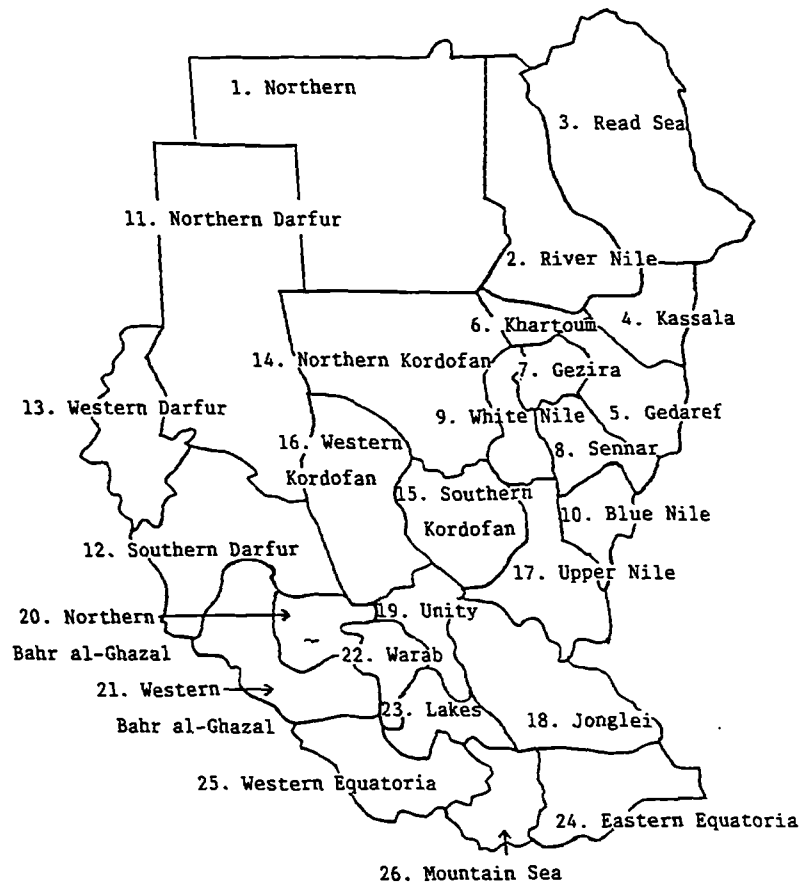 1. Northern
3. Read Sea
11. Northern Darfur
2. River Nile
6. Khartoum
4. Kassala
14. Northern Kordofan
7. Gezira
13. Western Darfur
9. White Nile
5. Gedaref
16. Western
Kordofan
8. Sennar
15. Southern
Kordofan
10. Blue Nile
12. Southern Darfur
17. Upper Nile
20. Northern
Bahr al-Ghazal
19. Unity
22. Warab
21. Western
Bahr al-Ghazal
23. Lakes
18. Jonglei
25. Western Equatoria
24. Eastern Equatoria
26. Mountain Sea